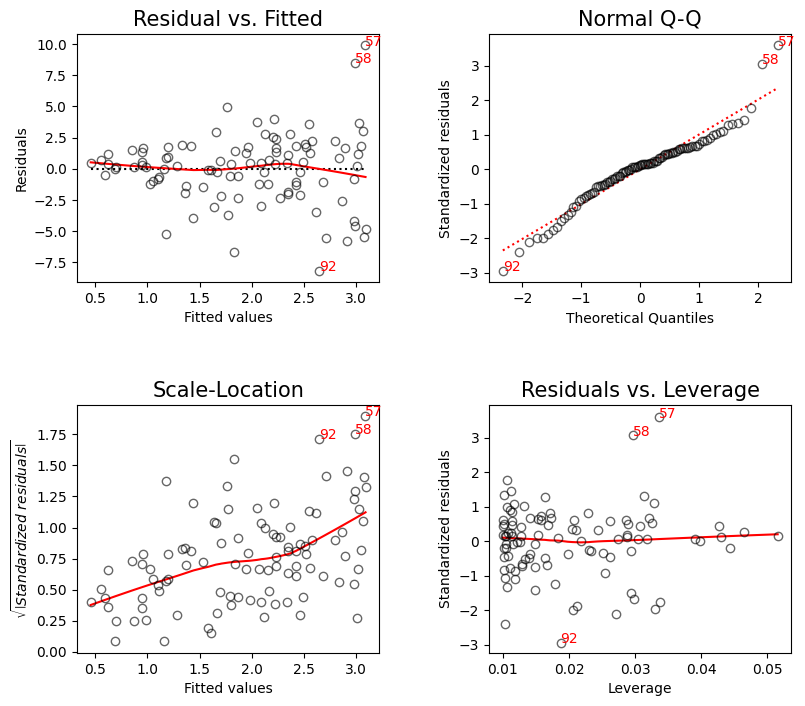 Residual vs. Fitted
57
58
92
10.0
7.5
5.0
2.5
0.0
−2.5
−5.0
−7.5
Residuals
0.5 1.0 1.5 2.0 2.5 3.0
Fitted values
Normal Q-Q
57
58
92
3
2
1
0
−1
−2
−3
Standardized residuals
−2 −1 0 1 2
Theoretical Quantiles
Scale-Location
57
58
92
1.75
1.50
1.25
1.00
0.75
0.50
0.25
0.00
√|Standardized residuals|
0.5 1.0 1.5 2.0 2.5 3.0
Fitted values
Residuals vs. Leverage
57
58
92
3
2
1
0
−1
−2
−3
Standardized residuals
0.01 0.02 0.03 0.04 0.05
Leverage